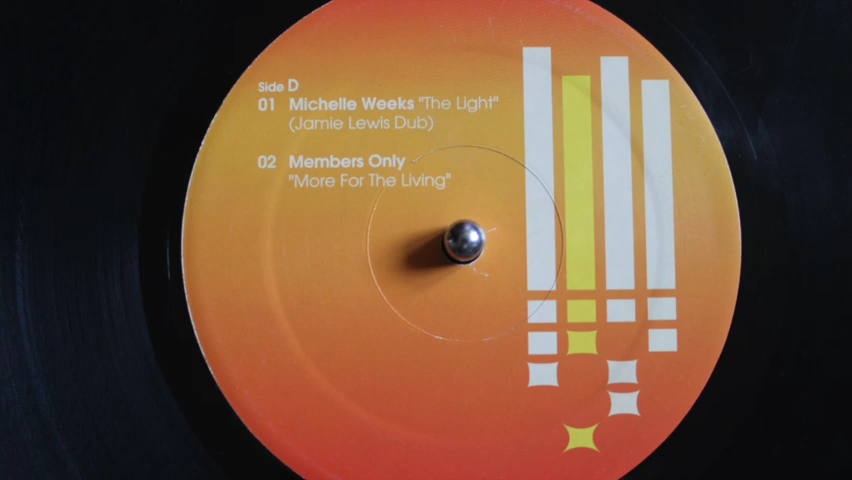 Side D
01 Michelle Weeks "The Light"
(Jamie Lewis Dub)
02 Members Only
"More For The Living"